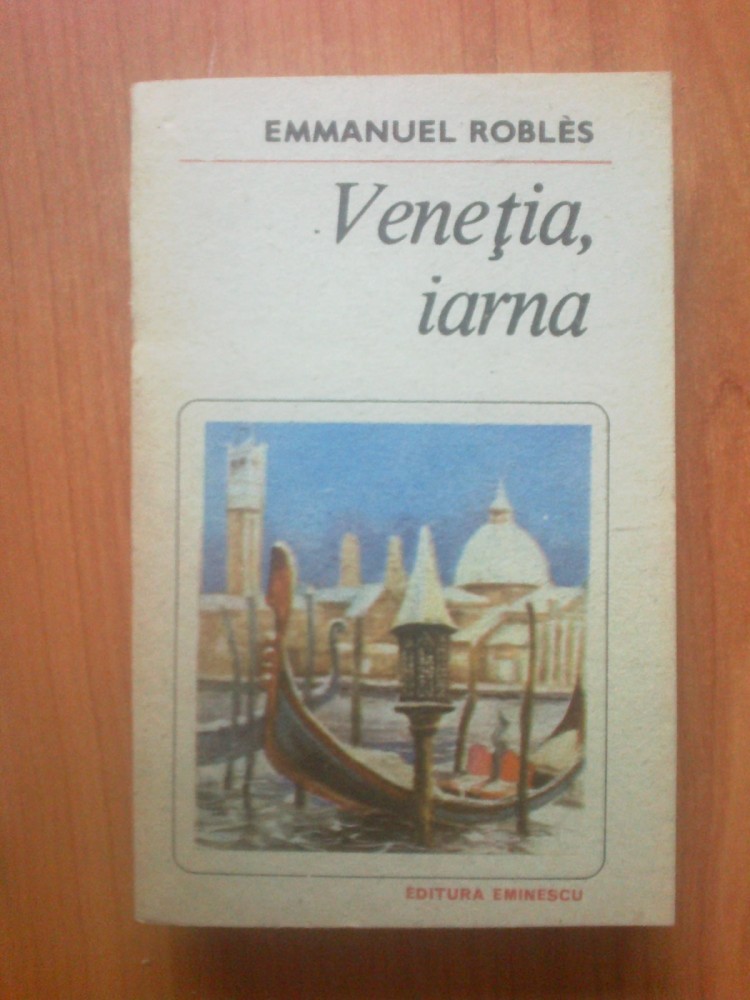 EMMANUEL ROBLÈS
Veneţia,
iarna
EDITURA EMINESCU